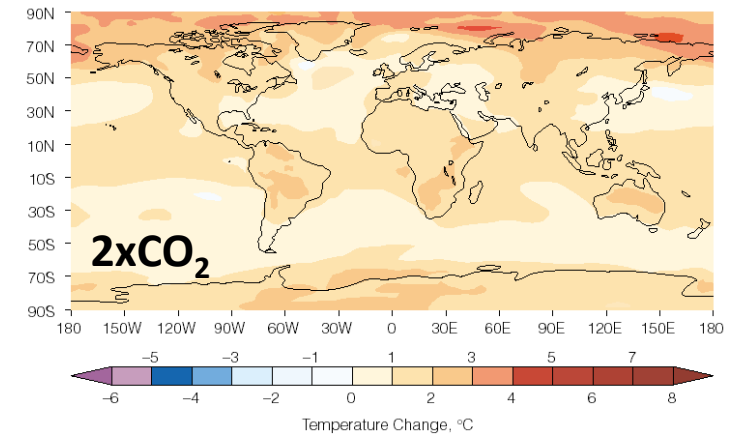 90N
70N
50N
30N
10N
10S
30S
50S
70S
90S
2xCO₂
180 150W 120W 90W 60W 30W 0 30E 60E 90E 120E 150E 180
−5 −3 −1 1 3 5 7
−6 −4 −2 0 2 4 6 8
Temperature Change, °C